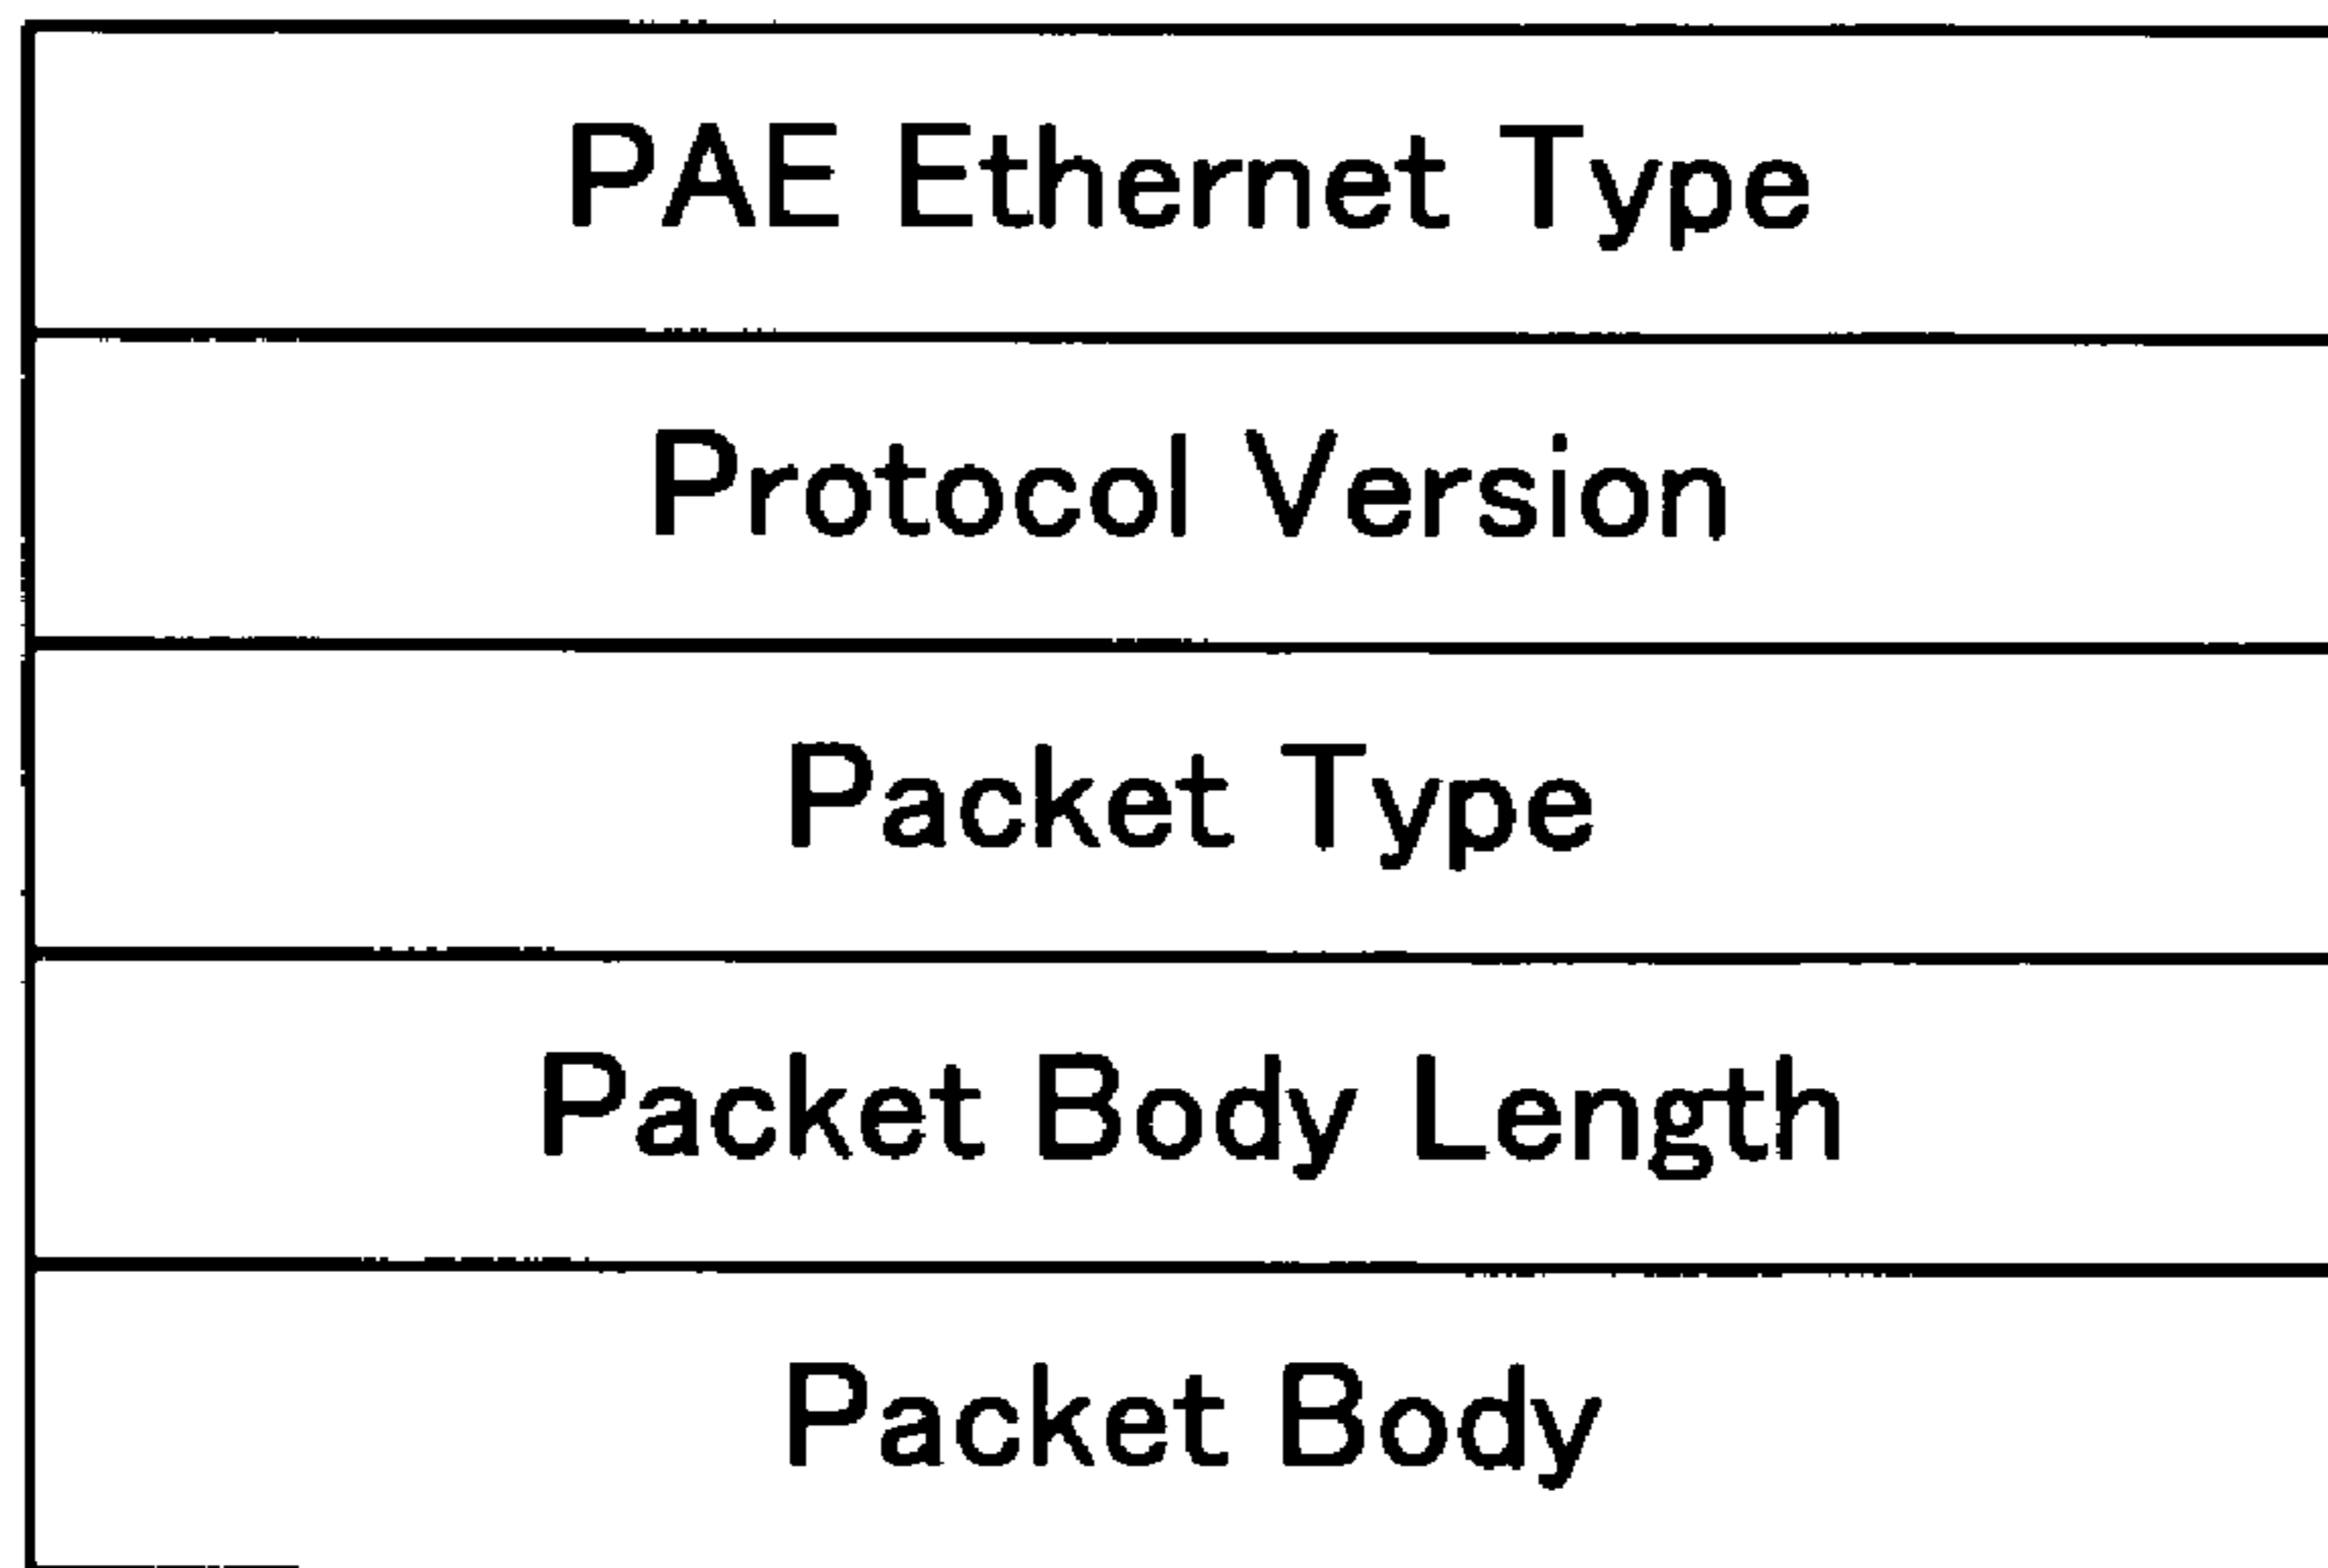 PAE Ethernet Type
Protocol Version
Packet Type
Packet Body Length
Packet Body